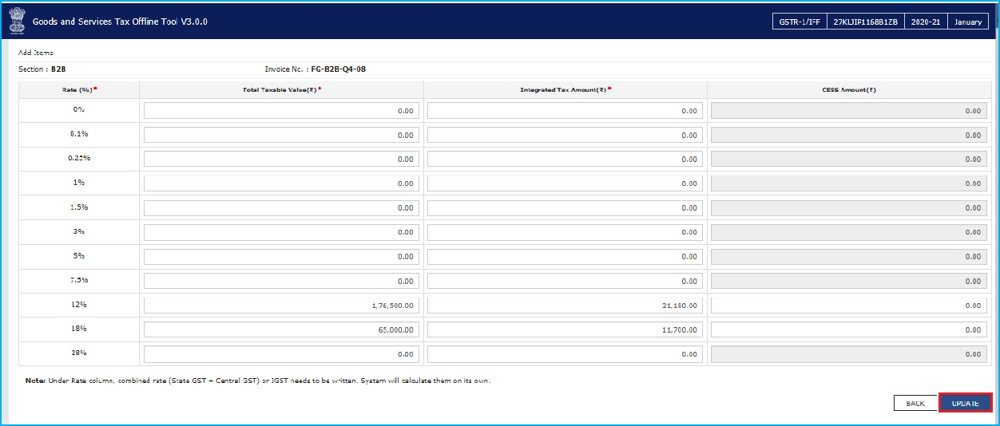 Goods and Services Tax Offline Tool V3.0.0 GSTR-1/IFF 27KLJIP1168B1ZB 2020-21 January
Add Items
Section : B2B Invoice No. : FG-B2B-Q4-08
Rate (%)* Total Taxable Value(₹)* Integrated Tax Amount(₹)* CESS Amount(₹)
0% 0.00 0.00 0.00
0.1% 0.00 0.00 0.00
0.25% 0.00 0.00 0.00
1% 0.00 0.00 0.00
1.5% 0.00 0.00 0.00
3% 0.00 0.00 0.00
5% 0.00 0.00 0.00
7.5% 0.00 0.00 0.00
12% 1,76,500.00 21,180.00 0.00
18% 65,000.00 11,700.00 0.00
28% 0.00 0.00 0.00
Note: Under Rate column, combined rate (State GST + Central GST) or IGST needs to be written. System will calculate them on its own.
BACK UPDATE